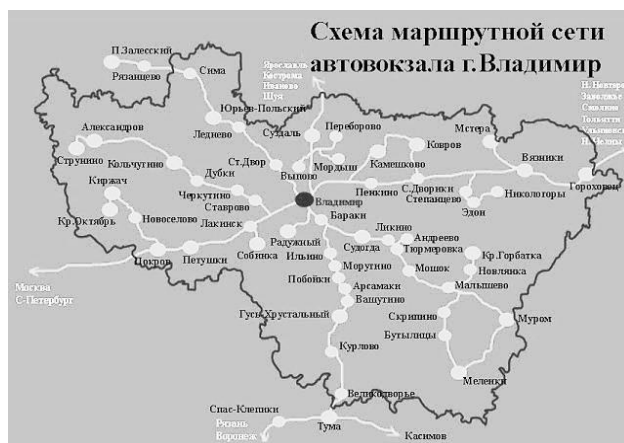 Схема маршрутной сети
автовокзала г.Владимир
П.Залесский
Рязанцево
Сима
Ярославль
Кострома
Иваново
Шуя
Юрьев-Польский
Леднево
Суздаль
Переборово
Александров
Струнино
Кольчугино
Ст.Двор
Выпово
Мордыш
Камешково
Ковров
Мстера
Вязники
Заволжье
Гороховец
Киржач
Дубки
Черкутино
Ставрово
Владимир
Пенкино
С.Дворики
Степанцево
Никологоры
Эдон
Кр.Октябрь
Новоселово
Лакинск
Бараки
Покров
Петушки
Собинка
Радужный
Ильино
Судогда
Ликино
Андреево
Тюрмеровка
Кр.Горбатка
Новлянка
Москва
С-Петербург
Моругино
Побойки
Арсамаки
Вашутино
Мошок
Малышево
Гусь-Хрустальный
Скрипино
Бутылицы
Муром
Курлово
Меленки
Великодворье
Спас-Клепики
Рязань
Воронеж
Тума
Касимов